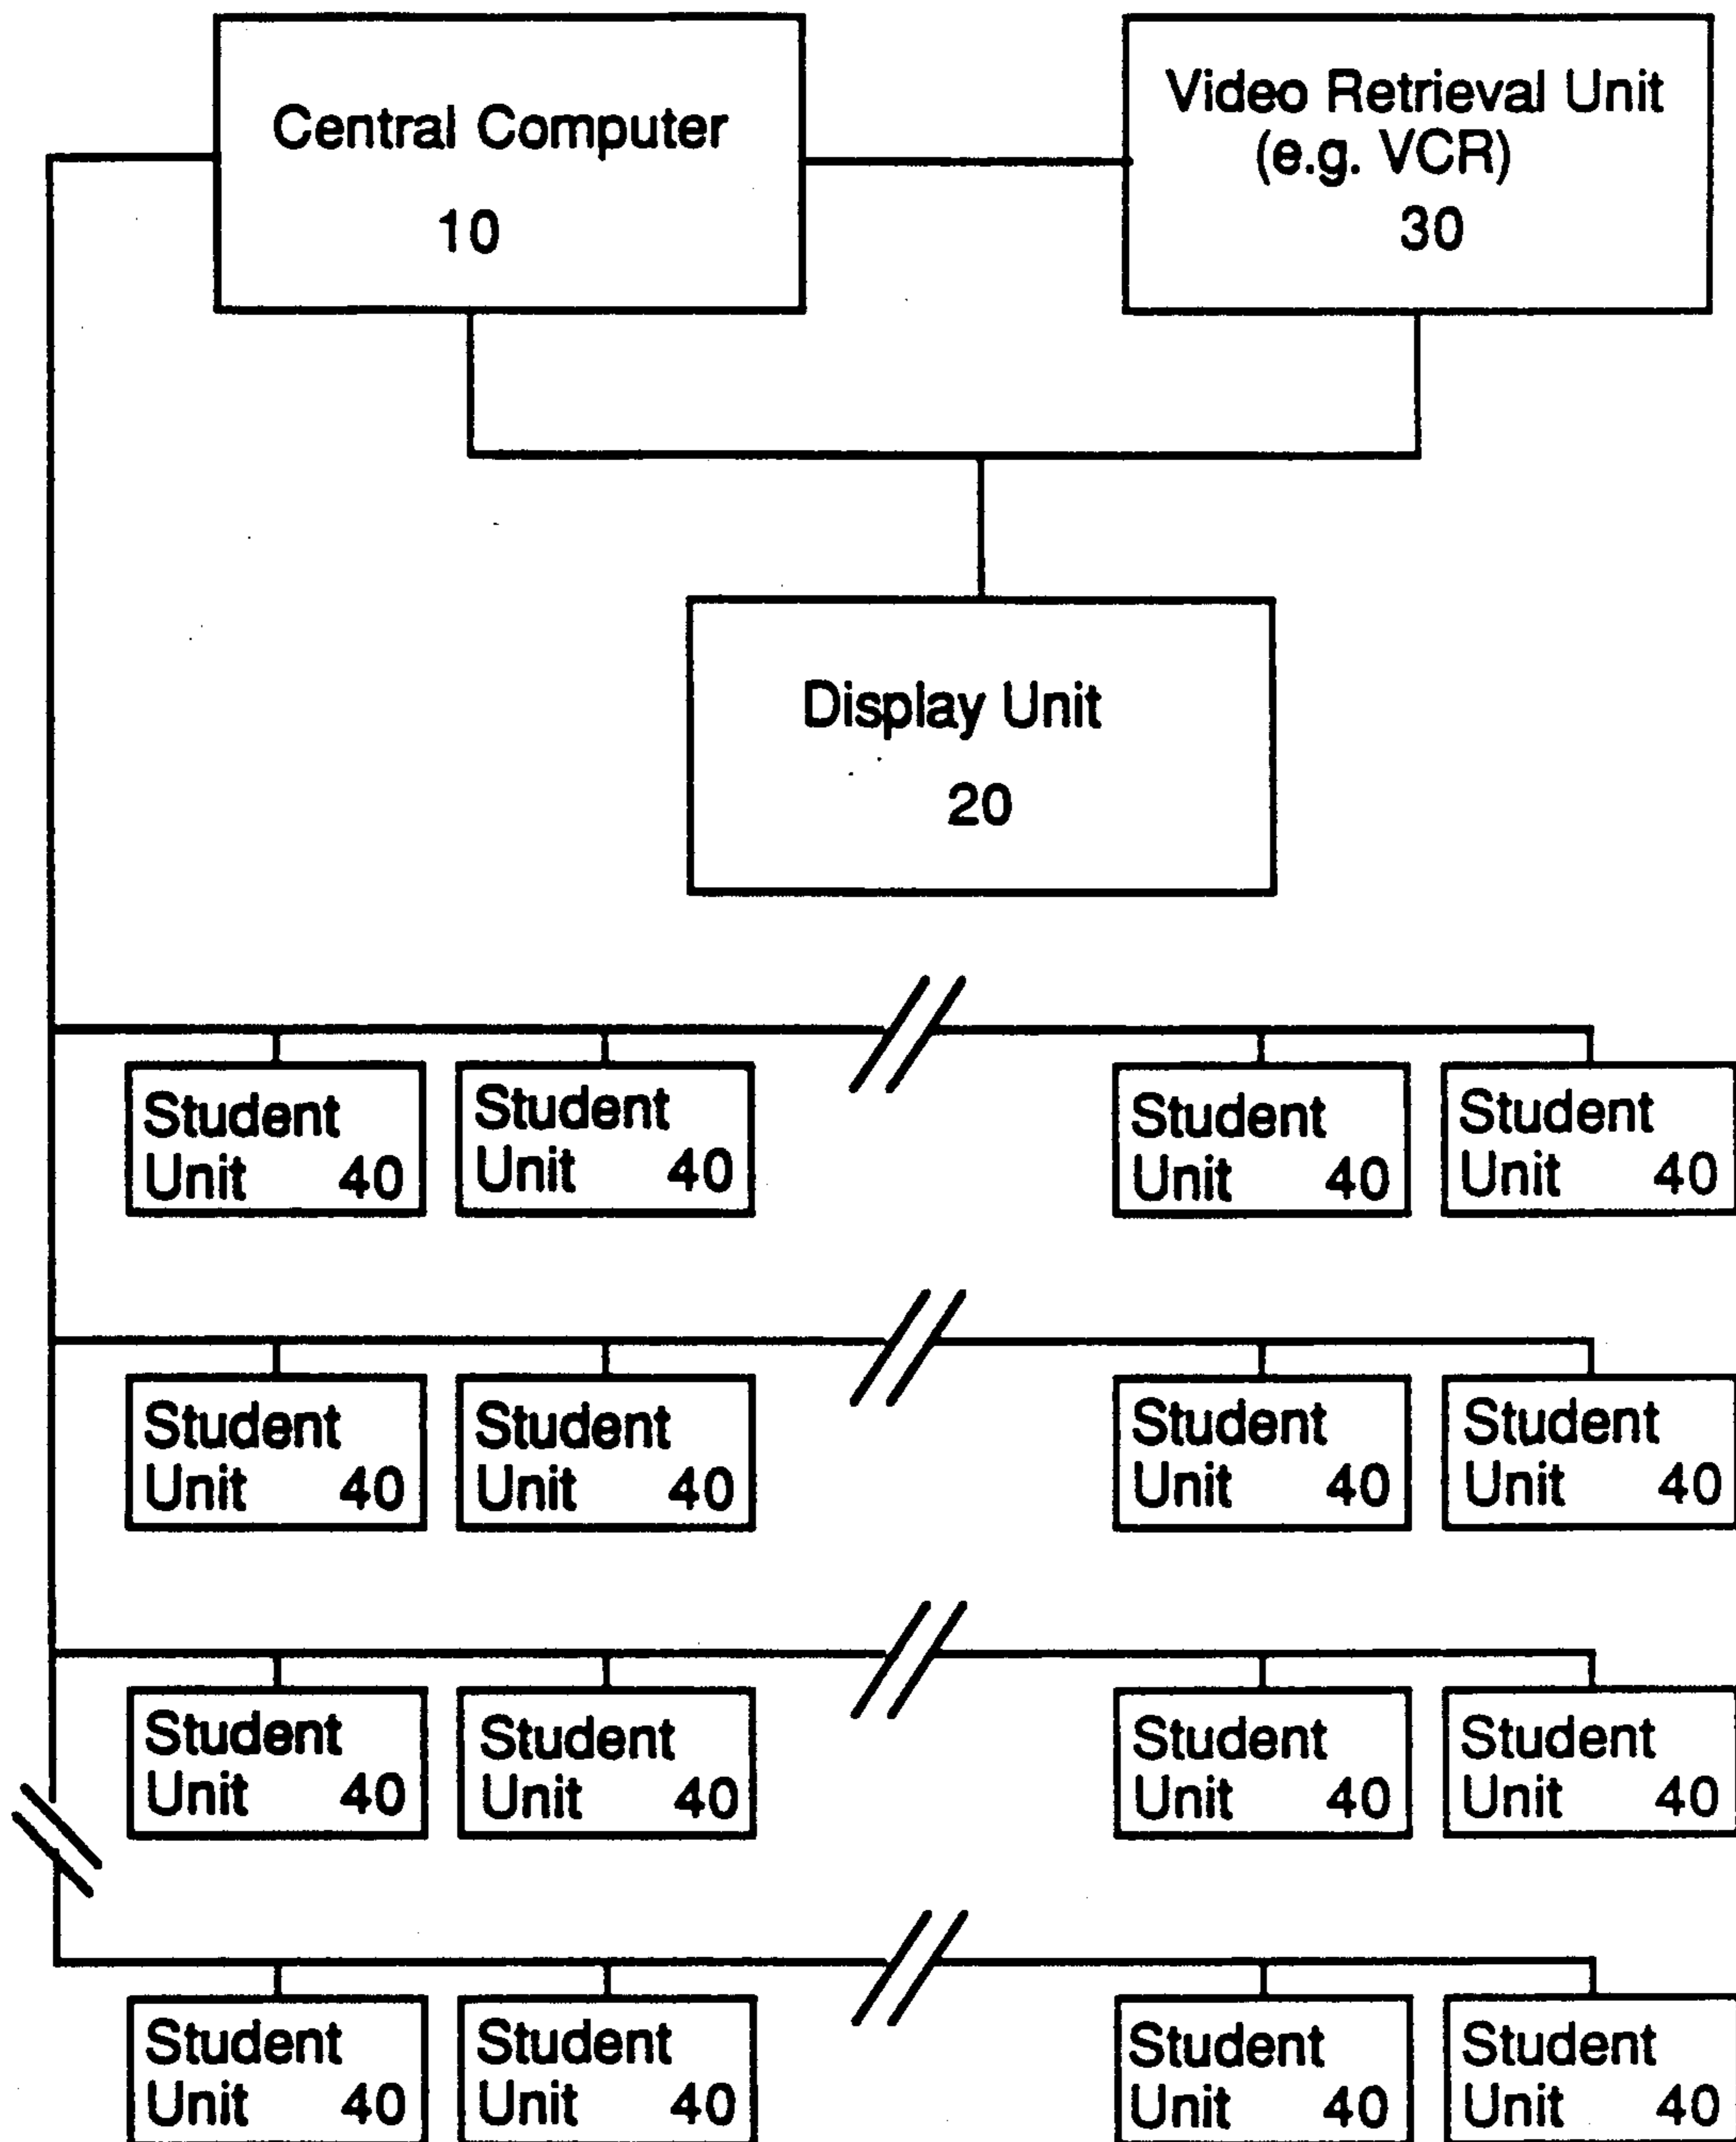 Central Computer
10
Video Retrieval Unit
(e.g. VCR)
30
Display Unit
20
Student
Unit 40
Student
Unit 40
Student
Unit 40
Student
Unit 40
Student
Unit 40
Student
Unit 40
Student
Unit 40
Student
Unit 40
Student
Unit 40
Student
Unit 40
Student
Unit 40
Student
Unit 40
Student
Unit 40
Student
Unit 40
Student
Unit 40
Student
Unit 40